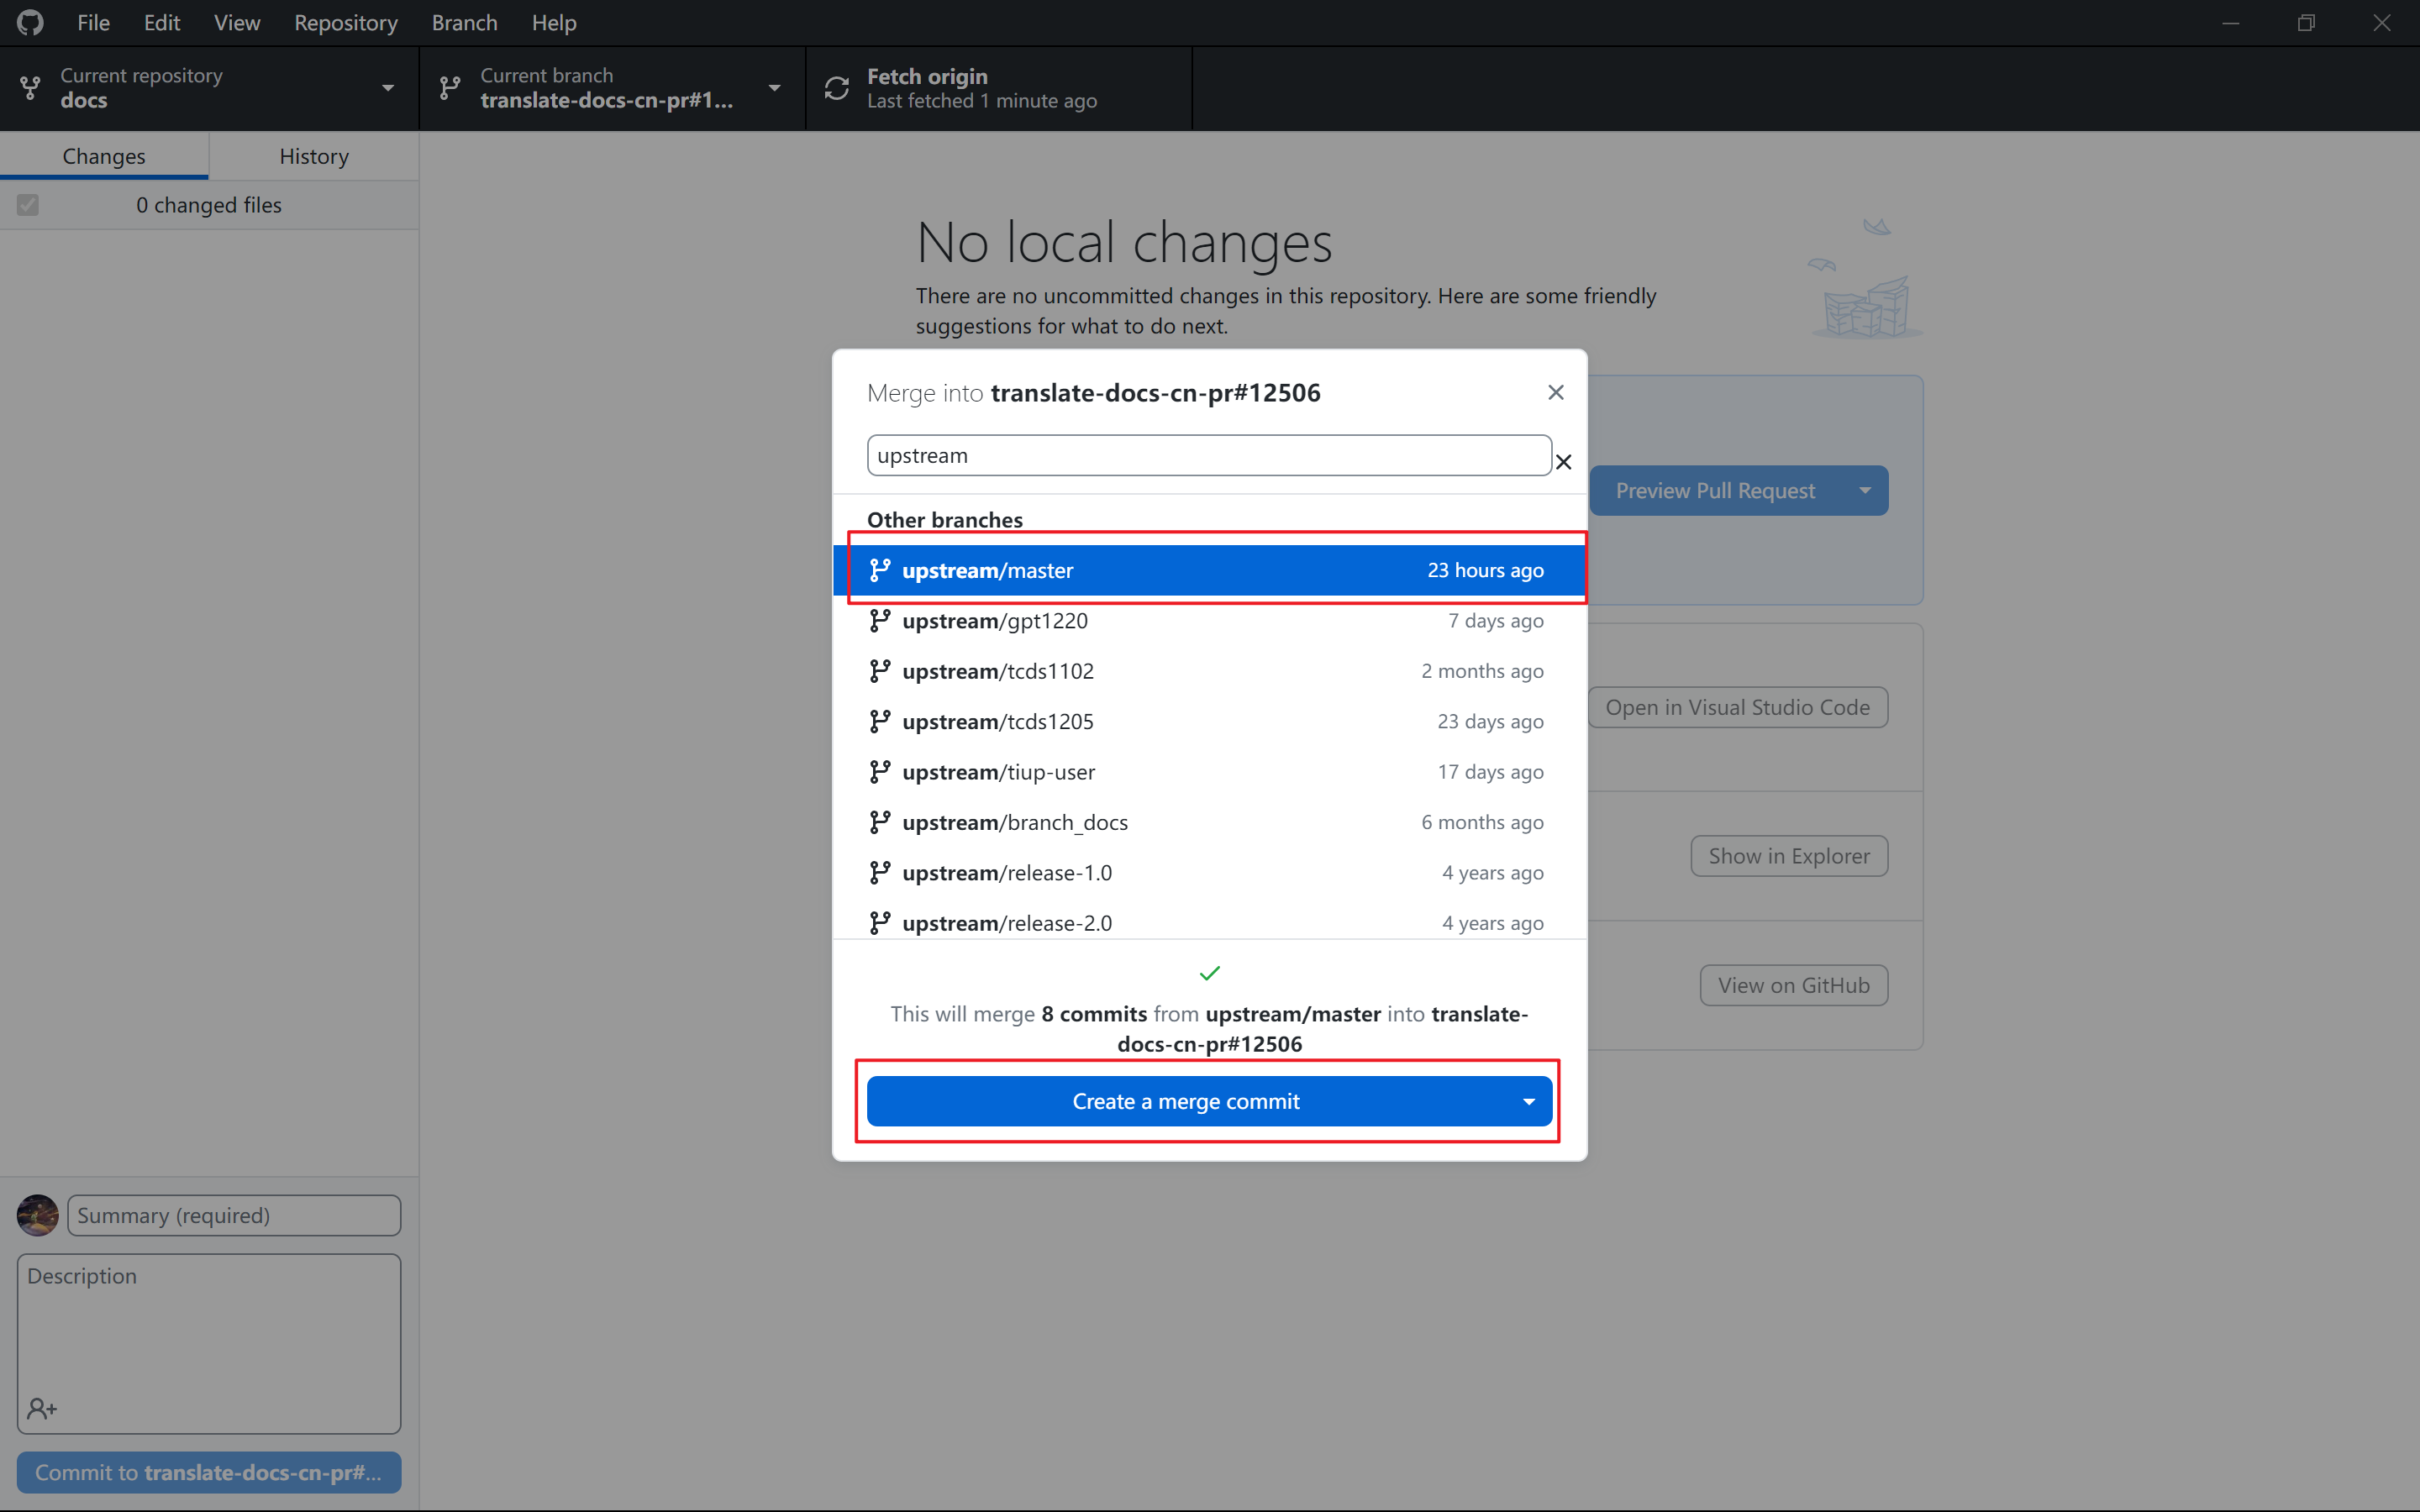 File Edit View Repository Branch Help
Current repository
docs
Current branch
translate-docs-cn-pr#1...
Fetch origin
Last fetched 1 minute ago
Changes
History
0 changed files
No local changes
There are no uncommitted changes in this repository. Here are some friendly
suggestions for what to do next.
Merge into translate-docs-cn-pr#12506
upstream
Other branches
upstream/master 23 hours ago
upstream/gpt1220 7 days ago
upstream/tcds1102 2 months ago
upstream/tcds1205 23 days ago
upstream/tiup-user 17 days ago
upstream/branch_docs 6 months ago
upstream/release-1.0 4 years ago
upstream/release-2.0 4 years ago
This will merge 8 commits from upstream/master into translate-
docs-cn-pr#12506
Create a merge commit
Preview Pull Request
Open in Visual Studio Code
Show in Explorer
View on GitHub
Summary (required)
Description
Commit to translate-docs-cn-pr#...